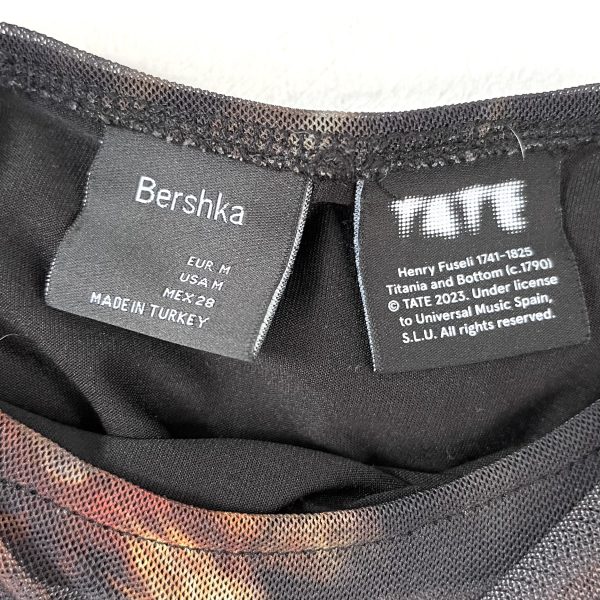 Bershka
EUR M
USA M
MEX 28
MADE IN TURKEY
TATE
Henry Fuseli 1741-1825
Titania and Bottom (c.1790)
© TATE 2023. Under license
to Universal Music Spain,
S.L.U. All rights reserved.